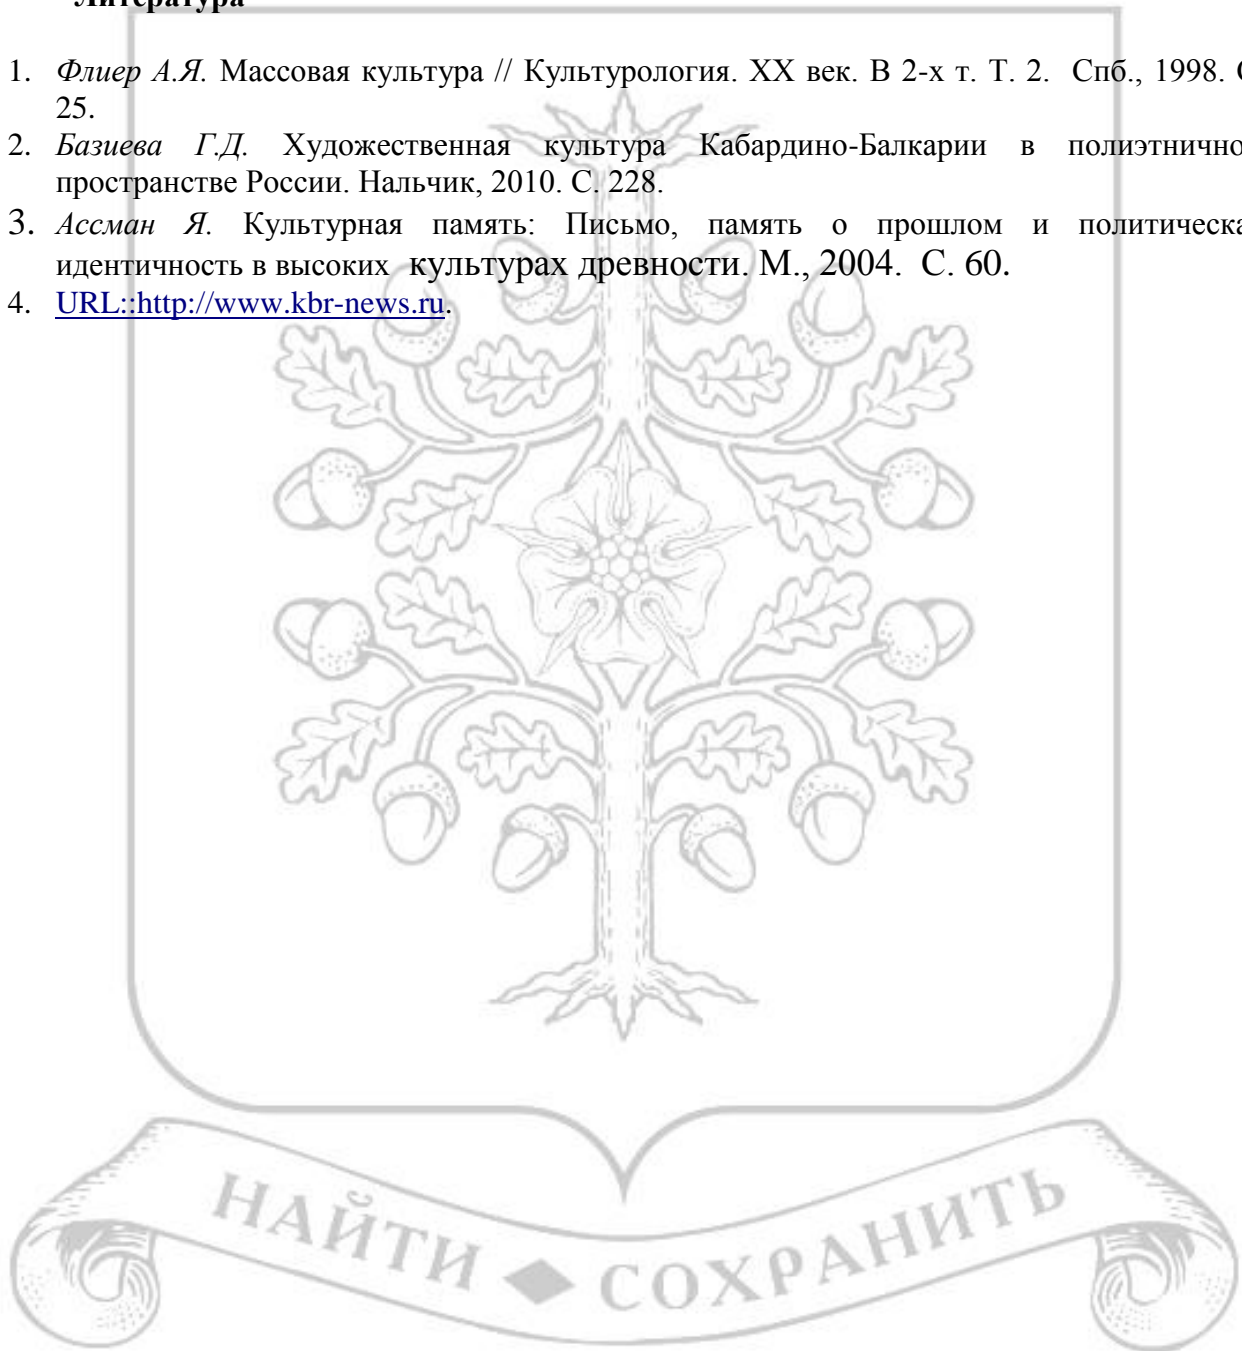 Литература
1. Флиер А.Я. Массовая культура // Культурология. XX век. В 2-х т. Т. 2. Спб., 1998.
25.
2. Базиева Г.Д. Художественная культура Кабардино-Балкарии в
пространстве России. Нальчик, 2010. С. 228.
3. Ассман Я. Культурная память: Письмо, память о прошлом и
идентичность в высоких культурах древности. М., 2004. С. 60.
4. URL::http://www.kbr-news.ru.
НАЙТИ ◆ СОХРАНИТЬ